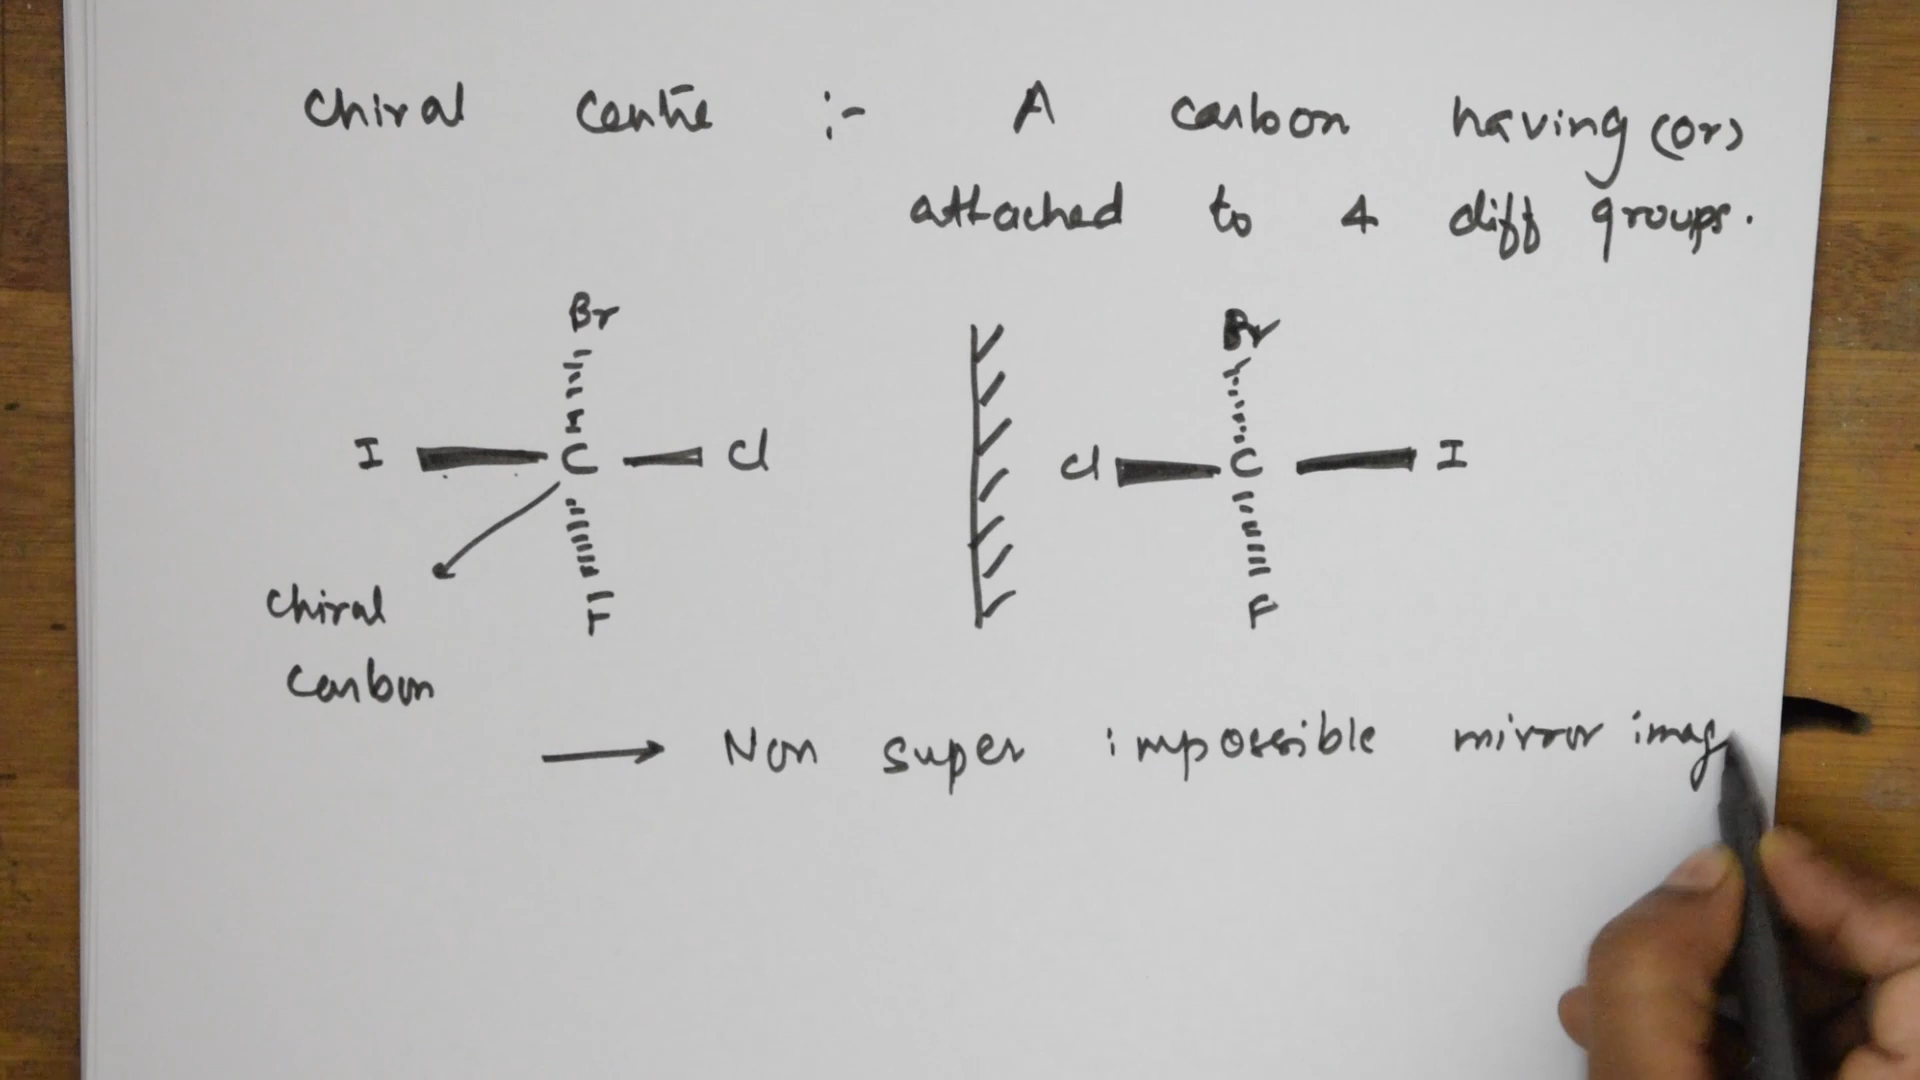 Chiral Centre :- A carbon having (or)
attached to 4 diff groups.
Br
I C Cl
F
Br
Cl C I
F
Chiral
Carbon
→ Non super impossible mirror imag